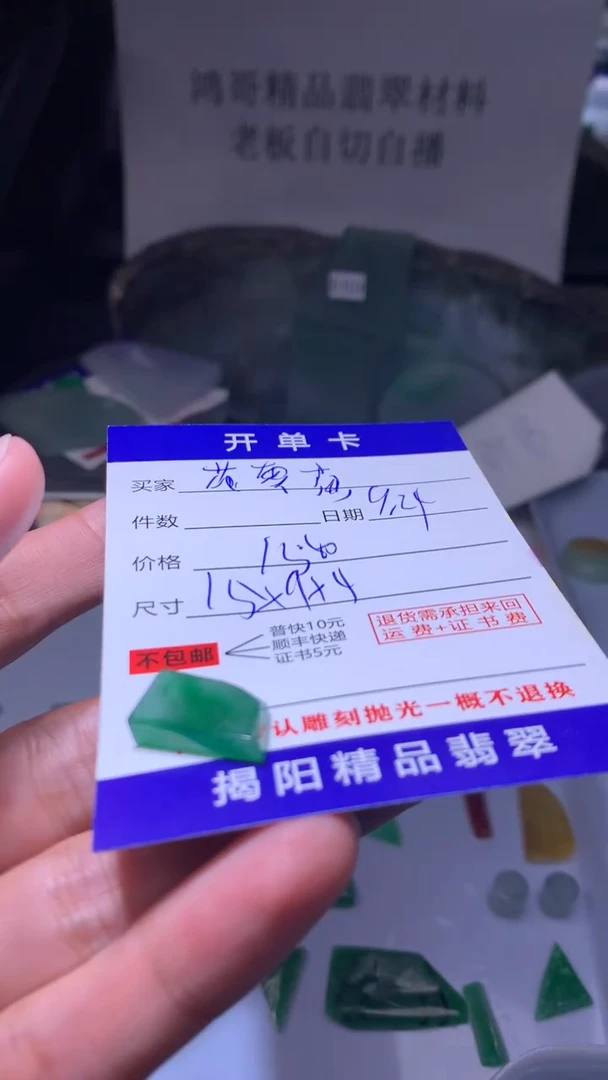 鸿哥精品翡翠材料
老板自切自播
开单卡
买家
件数 日期 9.24
价格
尺寸 15×9×4
普快10元
不包邮 顺丰快递
证书5元
退货需承担来回
运费+证书费
认雕刻抛光一概不退换
揭阳精品翡翠